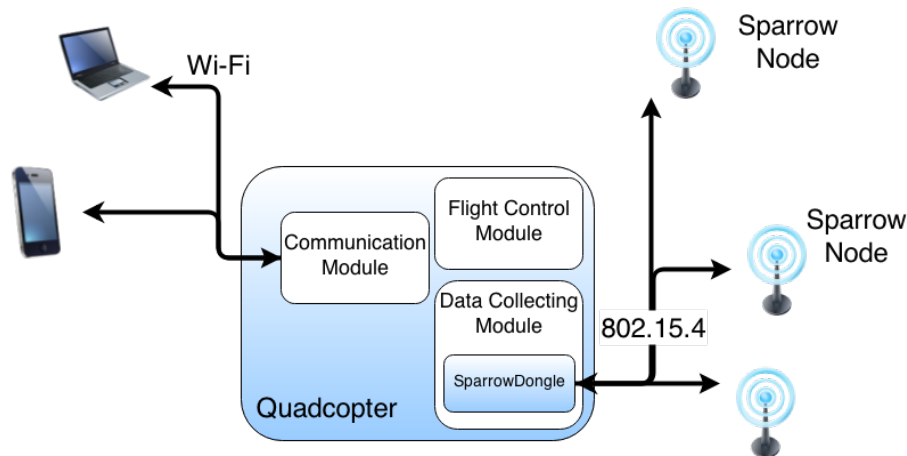 Sparrow
Node
Wi-Fi
Flight Control
Module
Communication
Module
Sparrow
Node
Data Collecting
Module
802.15.4
SparrowDongle
Quadcopter